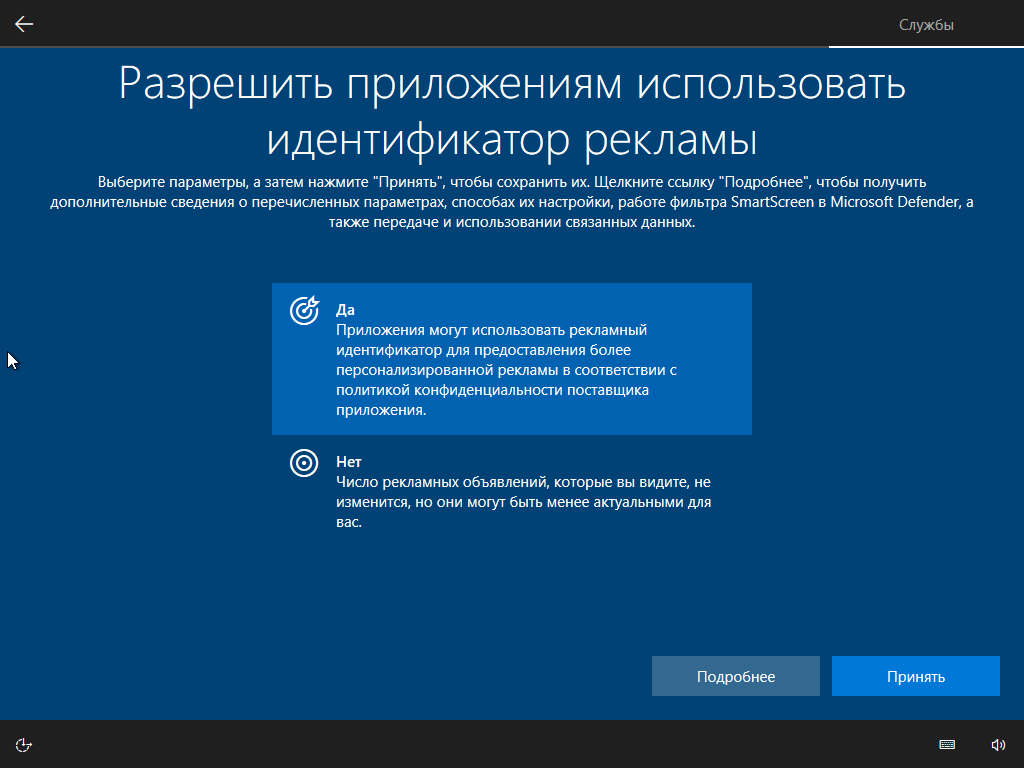 Службы
Разрешить приложениям использовать
идентификатор рекламы
Выберите параметры, а затем нажмите "Принять", чтобы сохранить их. Щелкните ссылку "Подробнее", чтобы получить
дополнительные сведения о перечисленных параметрах, способах их настройки, работе фильтра SmartScreen в Microsoft Defender, а
также передаче и использовании связанных данных.
Да
Приложения могут использовать рекламный
идентификатор для предоставления более
персонализированной рекламы в соответствии с
политикой конфиденциальности поставщика
приложения.
Нет
Число рекламных объявлений, которые вы видите, не
изменится, но они могут быть менее актуальными для
вас.
Подробнее
Принять